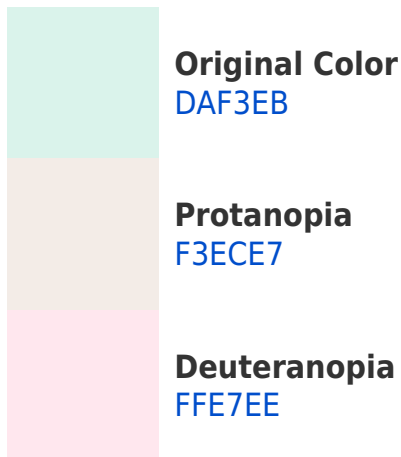 Original Color
DAF3EB
Protanopia
F3ECE7
Deuteranopia
FFE7EE